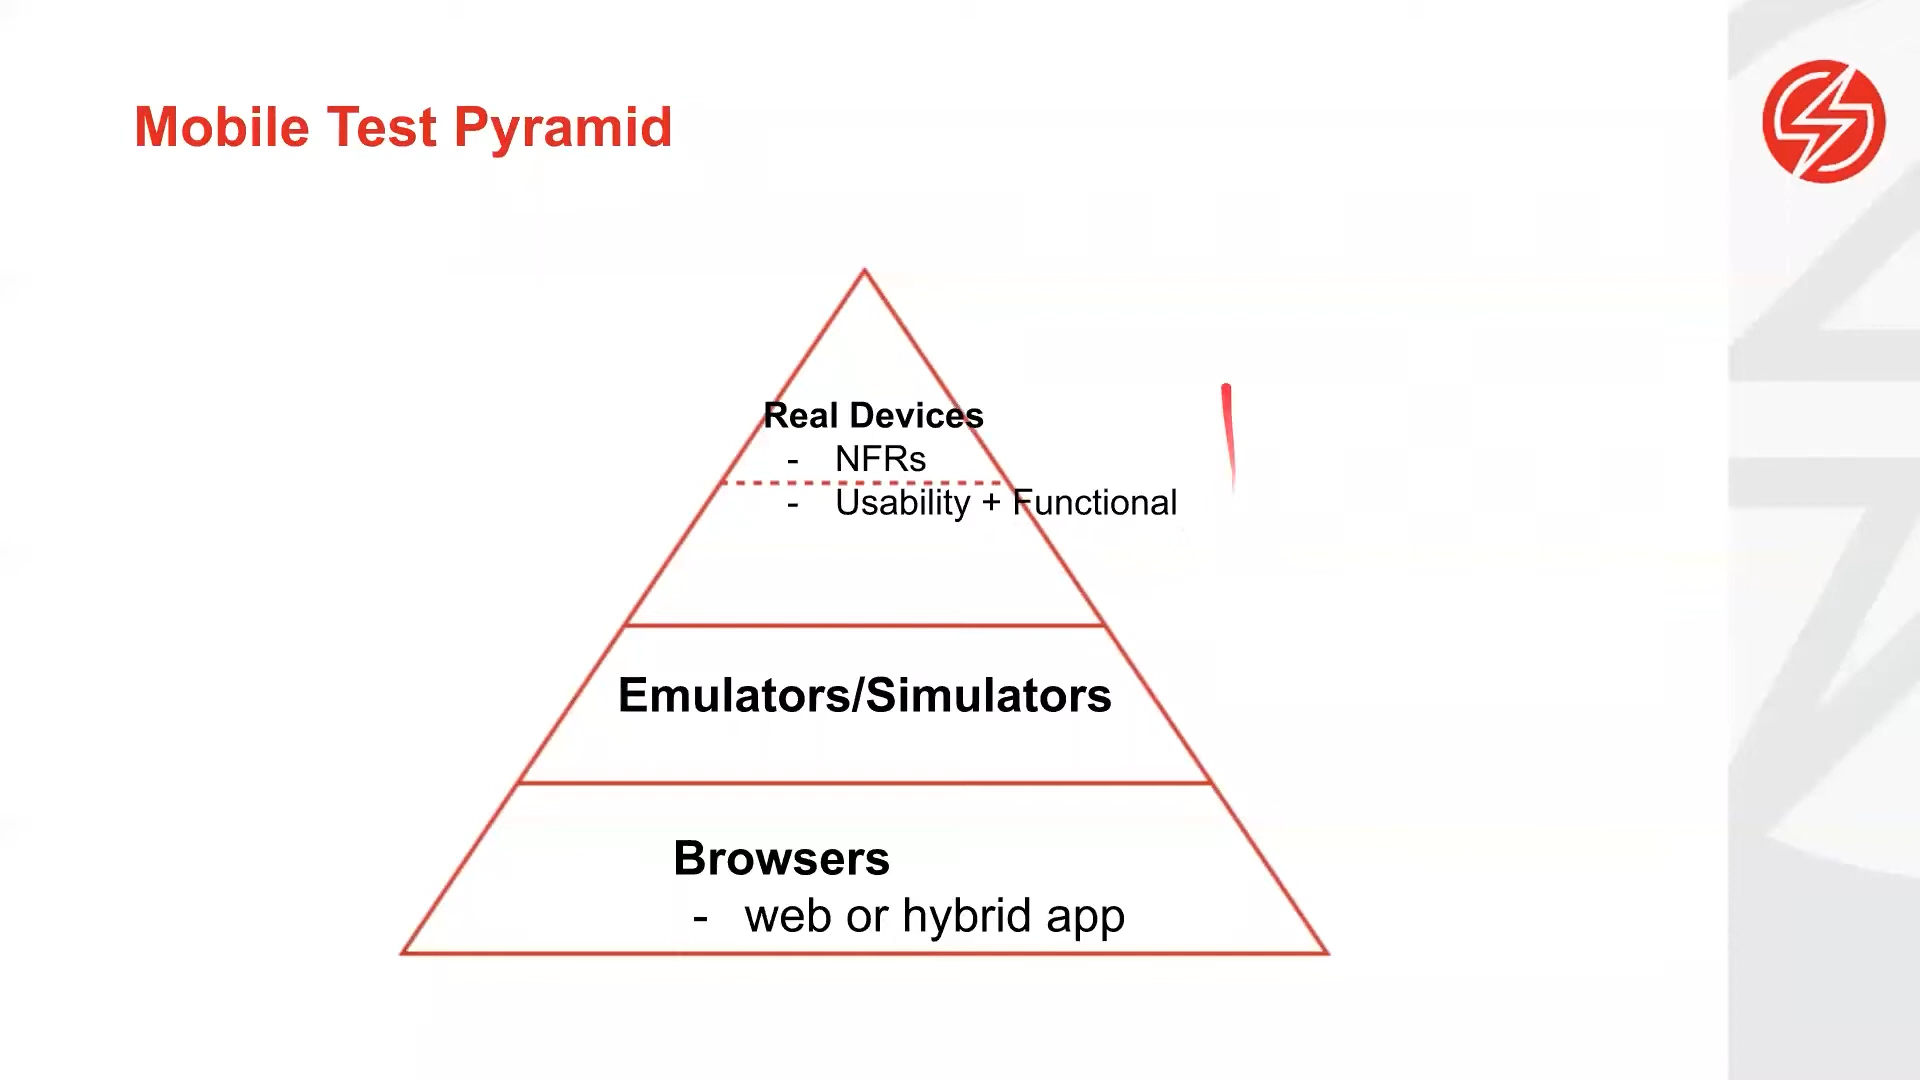 Mobile Test Pyramid
Real Devices
- NFRs
- Usability + Functional
Emulators/Simulators
Browsers
- web or hybrid app